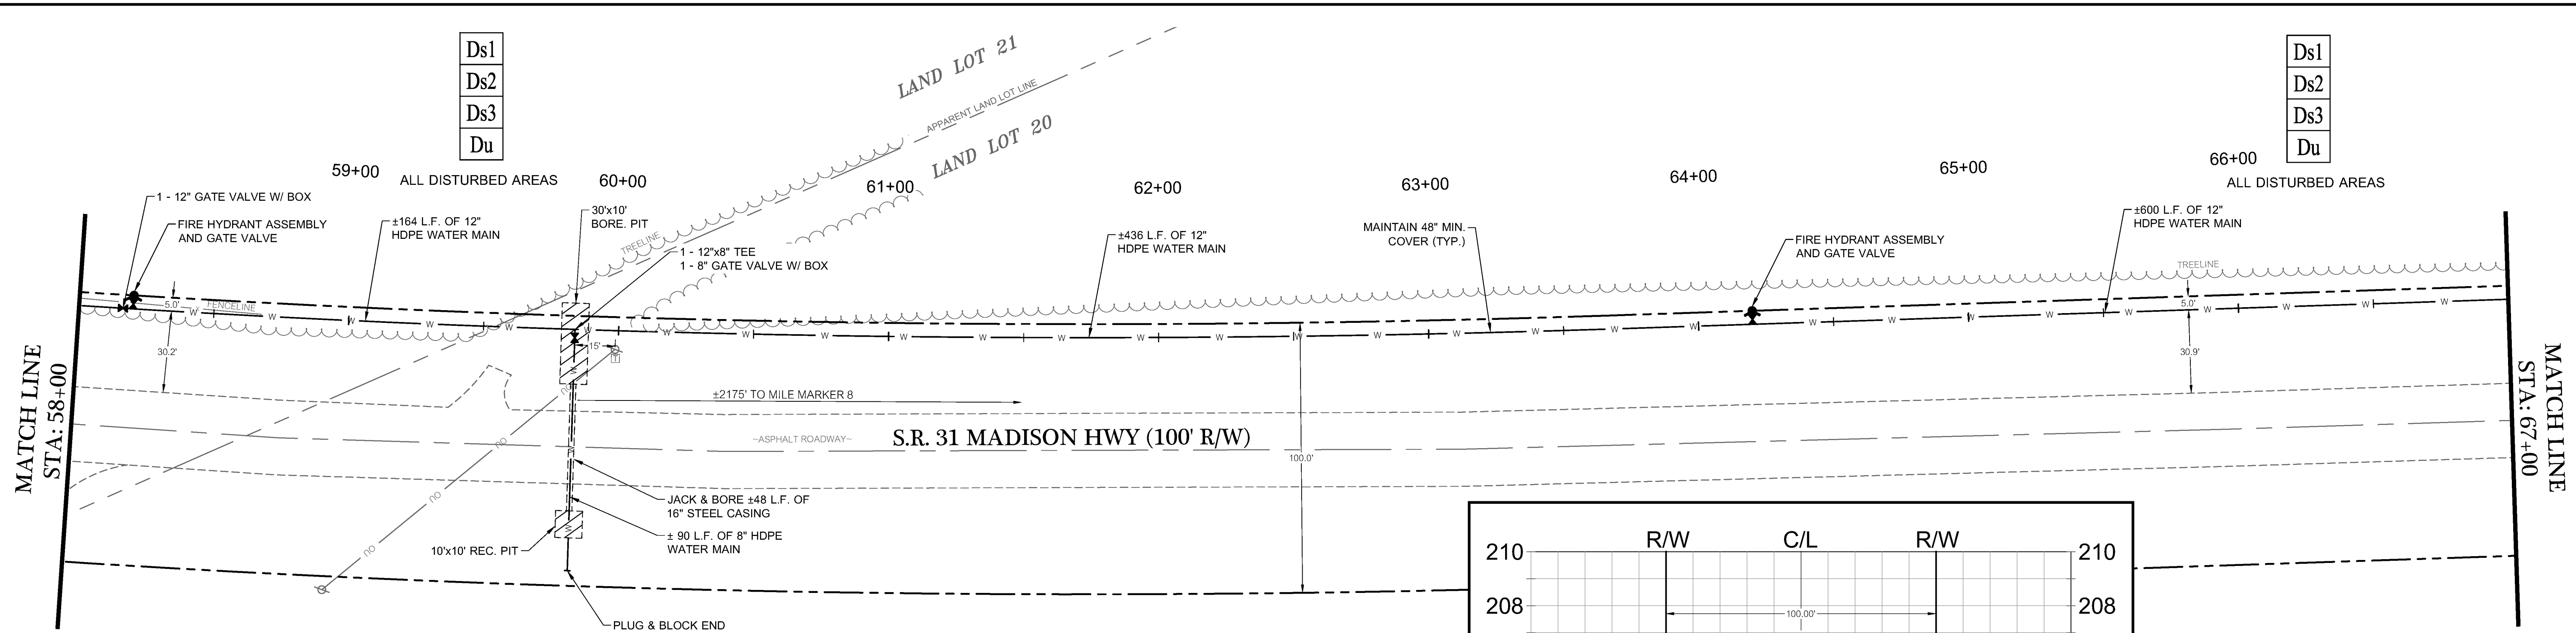 Ds1
Ds2
Ds3
Du
ALL DISTURBED AREAS
LAND LOT 21
APPARENT LAND LOT LINE
LAND LOT 20
Ds1
Ds2
Ds3
Du
ALL DISTURBED AREAS
59+00
60+00
61+00
62+00
63+00
64+00
65+00
66+00
1 - 12" GATE VALVE W/ BOX
FIRE HYDRANT ASSEMBLY
AND GATE VALVE
±164 L.F. OF 12"
HDPE WATER MAIN
30'x10'
BORE. PIT
TREELINE
1 - 12"x8" TEE
1 - 8" GATE VALVE W/ BOX
±436 L.F. OF 12"
HDPE WATER MAIN
MAINTAIN 48" MIN.
COVER (TYP.)
FIRE HYDRANT ASSEMBLY
AND GATE VALVE
±600 L.F. OF 12"
HDPE WATER MAIN
TREELINE
5.0'
FENCELINE
W W W W W W W W W W W W W W W W W W W W W W W W W W W W
5.0'
15'
T
30.2'
30.9'
MATCH LINE
STA: 58+00
MATCH LINE
STA: 67+00
±2175' TO MILE MARKER 8
~ASPHALT ROADWAY~
S.R. 31 MADISON HWY (100' R/W)
100.0'
OU
OU
OU
JACK & BORE ±48 L.F. OF
16" STEEL CASING
± 90 L.F. OF 8" HDPE
WATER MAIN
10'x10' REC. PIT
PLUG & BLOCK END
R/W
C/L
R/W
210
210
208
208
100.00'